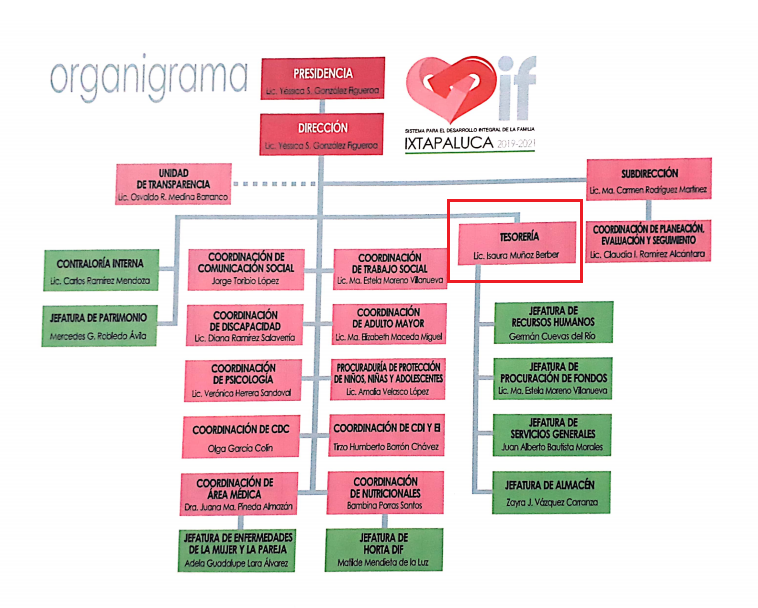 organigrama
PRESIDENCIA
Lic. Yéssica S. González Figueroa
DIRECCIÓN
Lic. Yéssica S. González Figueroa
dif
SISTEMA PARA EL DESARROLLO INTEGRAL DE LA FAMILIA
IXTAPALUCA 2019-2021
UNIDAD
DE TRANSPARENCIA
Lic. Osvaldo R. Medina Barranco
SUBDIRECCIÓN
Lic. Ma. Carmen Rodríguez Martínez
TESORERÍA
Lic. Isaura Muñoz Berber
COORDINACIÓN DE PLANEACIÓN,
EVALUACIÓN Y SEGUIMIENTO
Lic. Claudia I. Ramírez Alcántara
CONTRALORÍA INTERNA
Lic. Carlos Ramírez Mendoza
COORDINACIÓN DE
COMUNICACIÓN SOCIAL
Jorge Toribio López
COORDINACIÓN
DE TRABAJO SOCIAL
Lic. Ma. Estela Moreno Villanueva
JEFATURA DE PATRIMONIO
Mercedes G. Robledo Ávila
COORDINACIÓN
DE DISCAPACIDAD
Lic. Diana Ramírez Salaverría
COORDINACIÓN
DE ADULTO MAYOR
Lic. Ma. Elizabeth Macedo Miguel
JEFATURA DE
RECURSOS HUMANOS
Germán Cuevas del Río
COORDINACIÓN
DE PSICOLOGÍA
Lic. Verónica Herrera Sandoval
PROCURADURÍA DE PROTECCIÓN
DE NIÑOS, NIÑAS Y ADOLESCENTES
Lic. Amalia Velasco López
JEFATURA DE
PROCURACIÓN DE FONDOS
Lic. Ma. Estela Moreno Villanueva
COORDINACIÓN DE CDC
Olga García Colín
COORDINACIÓN DE CDI Y EI
Tirzo Humberto Barrón Chávez
JEFATURA DE
SERVICIOS GENERALES
Juan Alberto Bautista Morales
COORDINACIÓN DE
ÁREA MÉDICA
Dra. Juana Ma. Pineda Almazán
COORDINACIÓN
DE NUTRICIONALES
Bambina Porras Santos
JEFATURA DE ALMACÉN
Zayra J. Vázquez Carranza
JEFATURA DE ENFERMEDADES
DE LA MUJER Y LA PAREJA
Adela Guadalupe Lara Álvarez
JEFATURA DE
HORTA DIF
Matilde Mendieta de la Luz